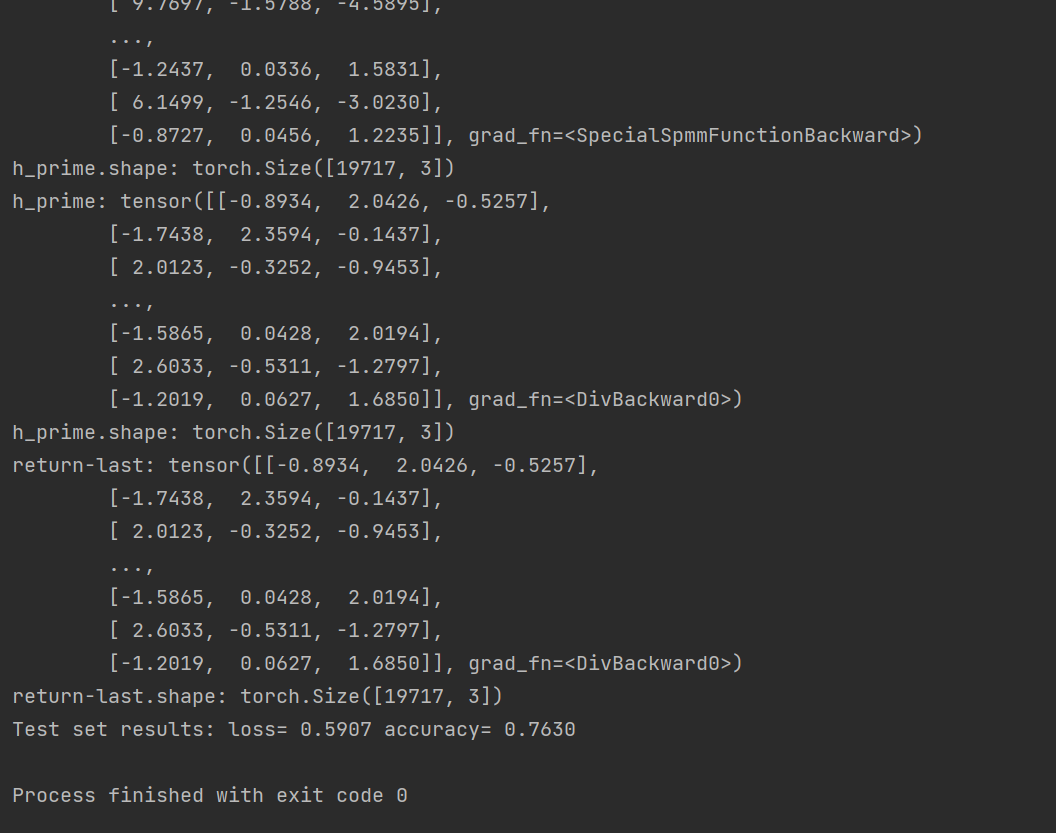 [ 9.7697, -1.5788, -4.5895],
...,
[-1.2437,  0.0336,  1.5831],
[ 6.1499, -1.2546, -3.0230],
[-0.8727,  0.0456,  1.2235]], grad_fn=<SpecialSpmmFunctionBackward>)
h_prime.shape: torch.Size([19717, 3])
h_prime: tensor([[-0.8934,  2.0426, -0.5257],
[-1.7438,  2.3594, -0.1437],
[ 2.0123, -0.3252, -0.9453],
...,
[-1.5865,  0.0428,  2.0194],
[ 2.6033, -0.5311, -1.2797],
[-1.2019,  0.0627,  1.6850]], grad_fn=<DivBackward0>)
h_prime.shape: torch.Size([19717, 3])
return-last: tensor([[-0.8934,  2.0426, -0.5257],
[-1.7438,  2.3594, -0.1437],
[ 2.0123, -0.3252, -0.9453],
...,
[-1.5865,  0.0428,  2.0194],
[ 2.6033, -0.5311, -1.2797],
[-1.2019,  0.0627,  1.6850]], grad_fn=<DivBackward0>)
return-last.shape: torch.Size([19717, 3])
Test set results: loss= 0.5907 accuracy= 0.7630
Process finished with exit code 0